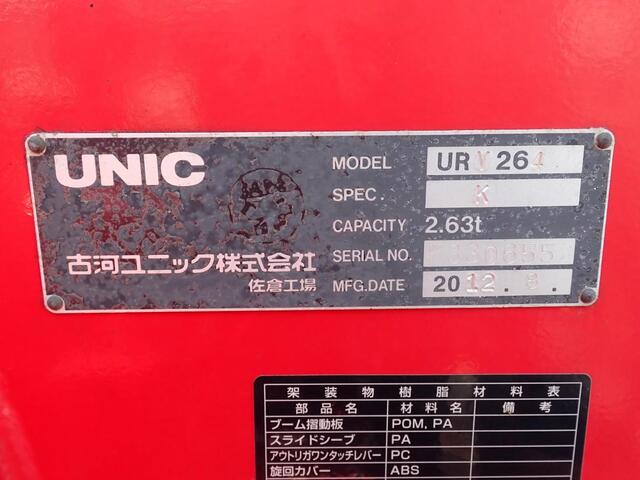 UNIC
MODEL URV264
SPEC. K
CAPACITY 2.63t
SERIAL NO.
MFG.DATE 2012.
古河ユニック株式会社
佐倉工場
架装物樹脂材料表
部品名 材料名 備考
ブーム摺動板 POM, PA
スライドシーブ PA
アウトリガワンタッチレバー PC
旋回カバー ABS